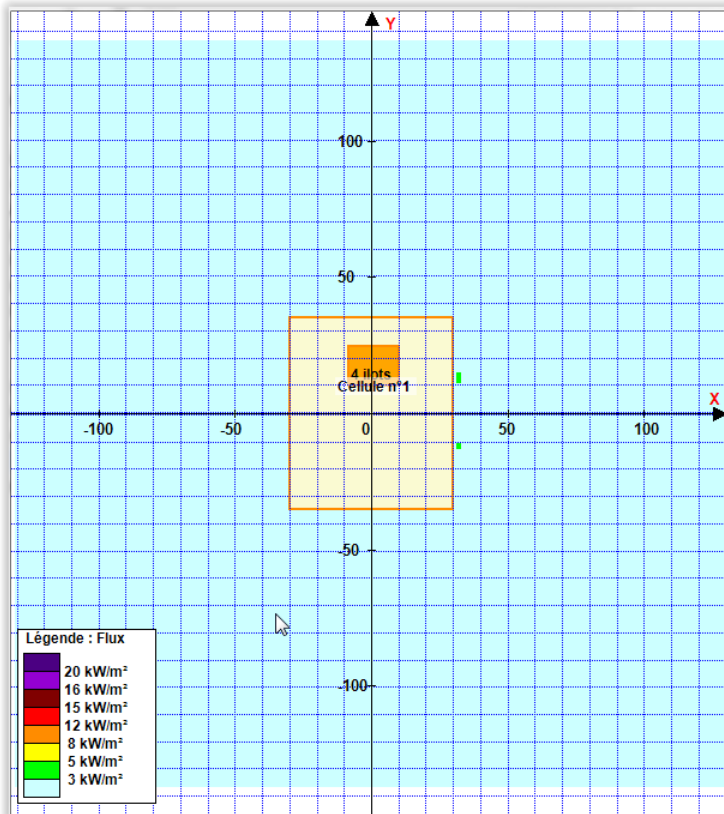 Y
100
50
4 ilots
Cellule n°1
X
-100
-50
0
50
100
-50
-100
Légende : Flux
20 kW/m²
16 kW/m²
15 kW/m²
12 kW/m²
8 kW/m²
5 kW/m²
3 kW/m²